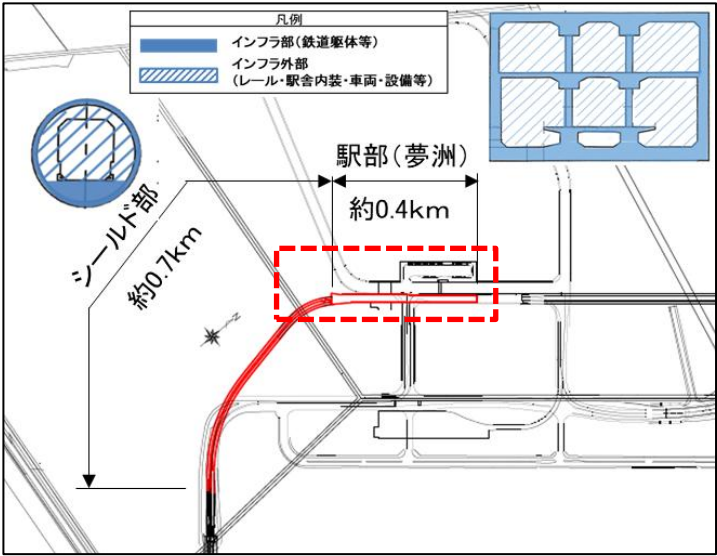 凡例
インフラ部(鉄道躯体等)
インフラ外部
(レール・駅舎内装・車両・設備等)
駅部(夢洲)
約0.4km
シールド部
約0.7km
N